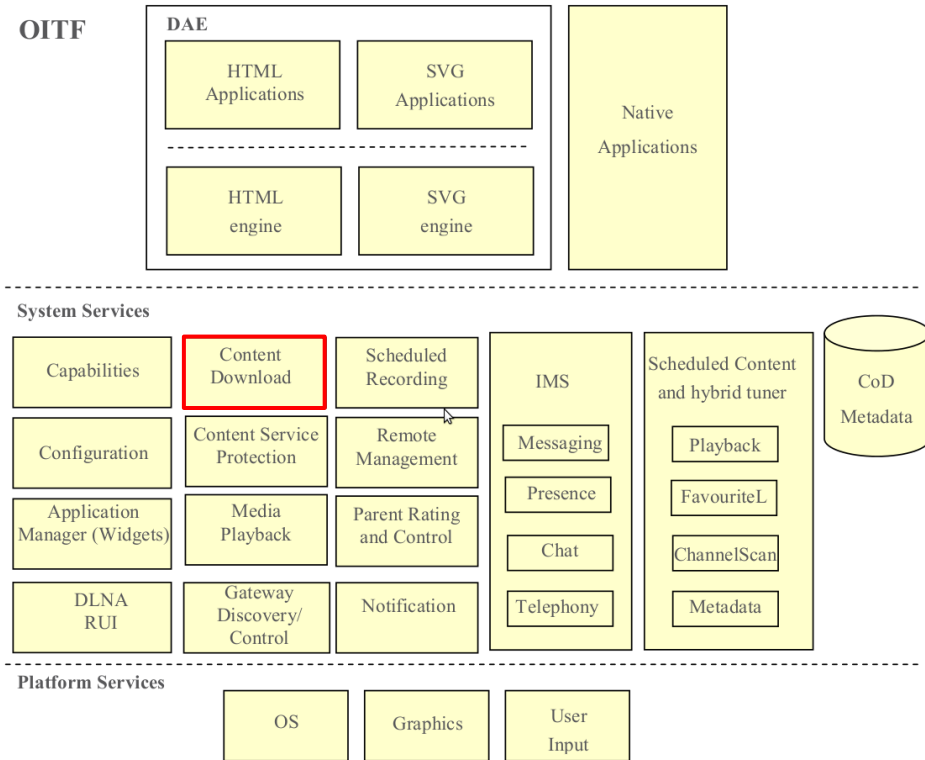 OITF
DAE
HTML
Applications
SVG
Applications
HTML
engine
SVG
engine
Native
Applications
System Services
Capabilities
Content
Download
Scheduled
Recording
Configuration
Content Service
Protection
Remote
Management
Application
Manager (Widgets)
Media
Playback
Parent Rating
and Control
DLNA
RUI
Gateway
Discovery/
Control
Notification
IMS
Messaging
Presence
Chat
Telephony
Scheduled Content
and hybrid tuner
Playback
FavouriteL
ChannelScan
Metadata
CoD
Metadata
Platform Services
OS
Graphics
User
Input